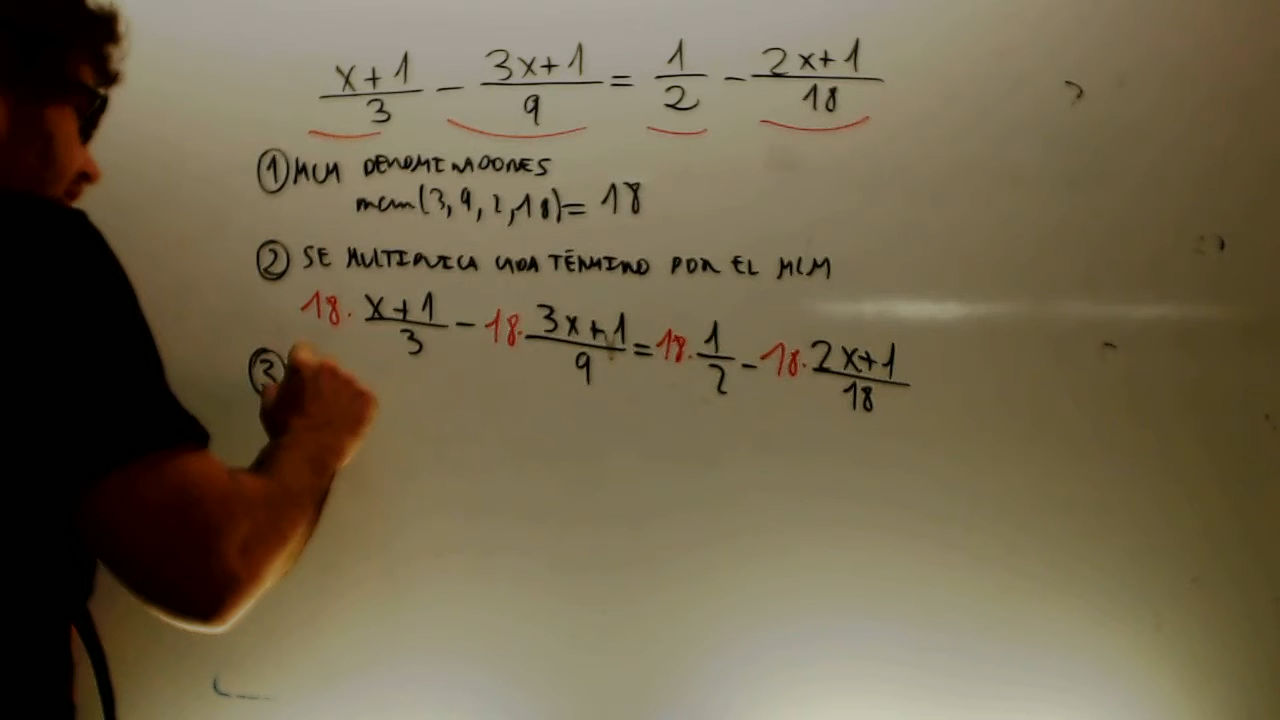 x+1/3 - 3x+1/9 = 1/2 - 2x+1/18
① MCM DENOMINADORES
mcm(3, 9, 2, 18) = 18
② SE MULTIPLICA CADA TÉRMINO POR EL MCM
18. x+1/3 - 18. 3x+1/9 = 18. 1/2 - 18. 2x+1/18
③